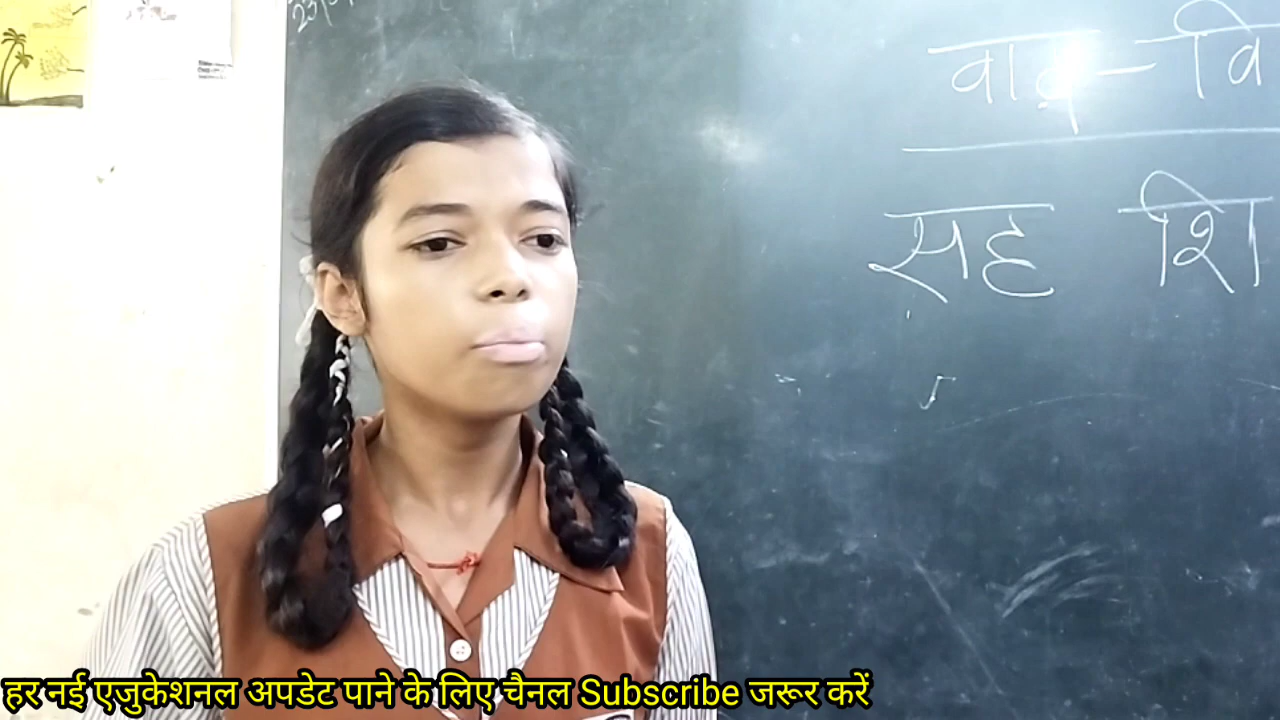 वाद-वि
सह शि
हर नई एजुकेशनल अपडेट पाने के लिए चैनल Subscribe जरूर करें